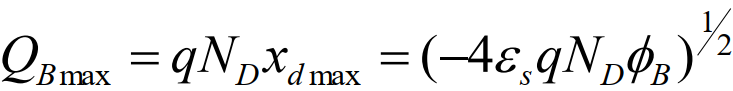 Q_{B max} = qN_D x_{d max} = (-4ε_s qN_D ϕ_B)^{1/2}